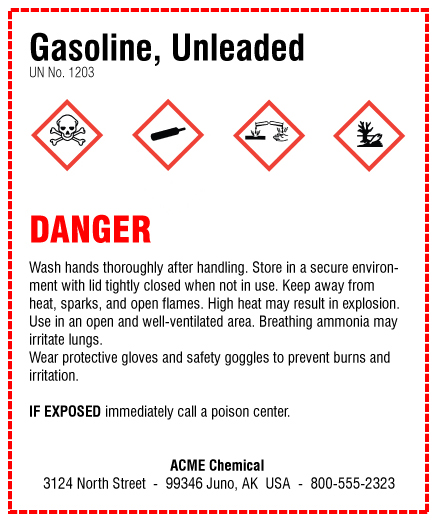 Gasoline, Unleaded
UN No. 1203
DANGER
Wash hands thoroughly after handling. Store in a secure environ-
ment with lid tightly closed when not in use. Keep away from
heat, sparks, and open flames. High heat may result in explosion.
Use in an open and well-ventilated area. Breathing ammonia may
irritate lungs.
Wear protective gloves and safety goggles to prevent burns and
irritation.
IF EXPOSED immediately call a poison center.
ACME Chemical
3124 North Street - 99346 Juno, AK USA - 800-555-2323